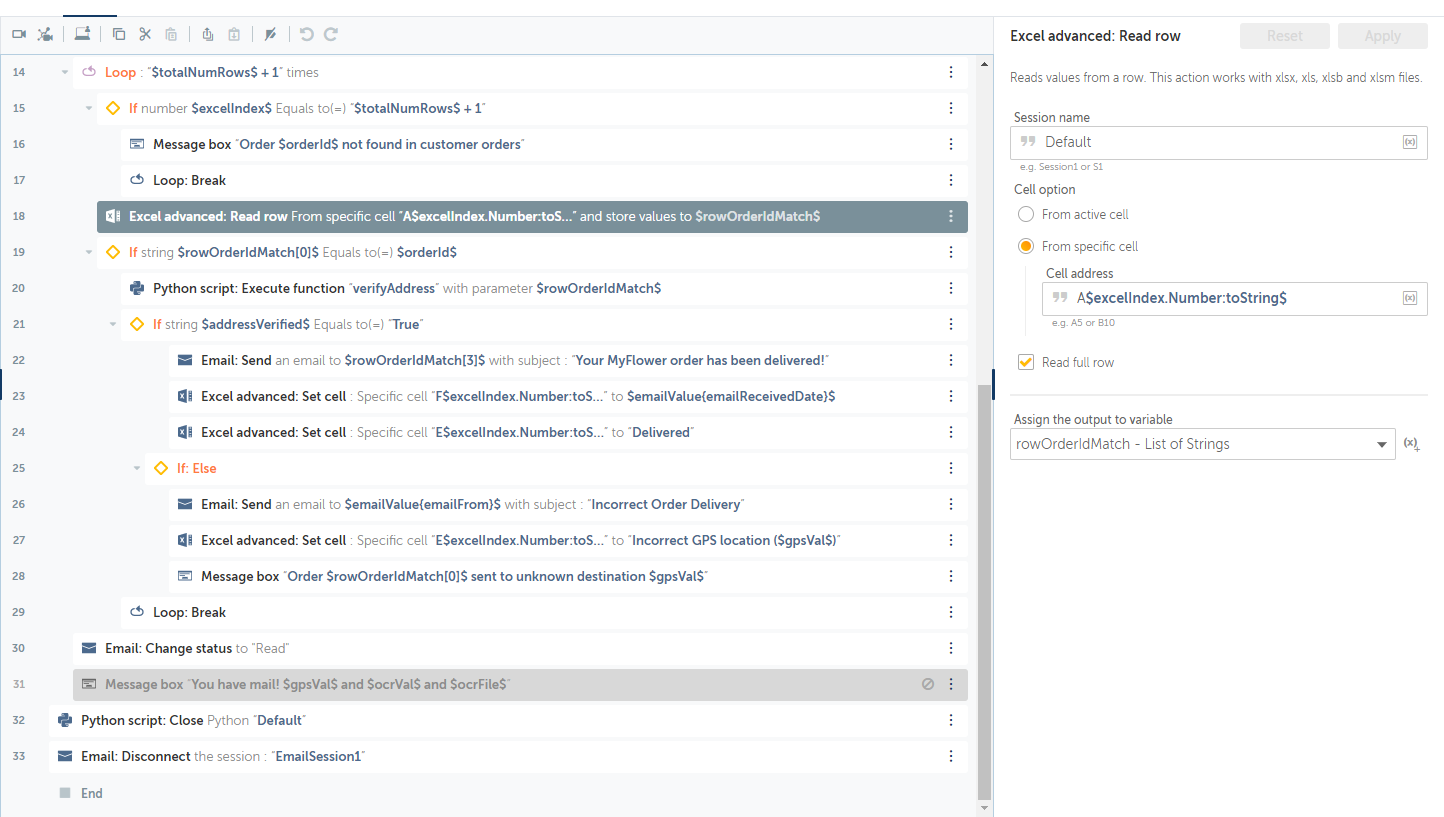 14 Loop : "$totalNumRows$ + 1" times
15 If number $excelIndex$ Equals to(=) "$totalNumRows$ + 1"
16 Message box "Order $orderId$ not found in customer orders"
17 Loop: Break
18 Excel advanced: Read row From specific cell "A$excelIndex.Number:toS..." and store values to $rowOrderIdMatch$
19 If string $rowOrderIdMatch[0]$ Equals to(=) $orderId$
20 Python script: Execute function "verifyAddress" with parameter $rowOrderIdMatch$
21 If string $addressVerified$ Equals to(=) "True"
22 Email: Send an email to $rowOrderIdMatch[3]$ with subject : "Your MyFlower order has been delivered!"
23 Excel advanced: Set cell : Specific cell "F$excelIndex.Number:toS..." to $emailValue{emailReceivedDate}$
24 Excel advanced: Set cell : Specific cell "E$excelIndex.Number:toS..." to "Delivered"
25 If: Else
26 Email: Send an email to $emailValue{emailFrom}$ with subject : "Incorrect Order Delivery"
27 Excel advanced: Set cell : Specific cell "E$excelIndex.Number:toS..." to "Incorrect GPS location ($gpsVal$)"
28 Message box "Order $rowOrderIdMatch[0]$ sent to unknown destination $gpsVal$"
29 Loop: Break
30 Email: Change status to "Read"
31 Message box "You have mail! $gpsVal$ and $ocrVal$ and $ocrFile$"
32 Python script: Close Python "Default"
33 Email: Disconnect the session : "EmailSession1"
End
Excel advanced: Read row
Reset
Apply
Reads values from a row. This action works with xlsx, xls, xlsb and xlsm files.
Session name
Default
(x)
e.g. Session1 or S1
Cell option
From active cell
From specific cell
Cell address
A$excelIndex.Number:toString$
(x)
e.g. A5 or B10
Read full row
Assign the output to variable
rowOrderIdMatch - List of Strings
(x)+